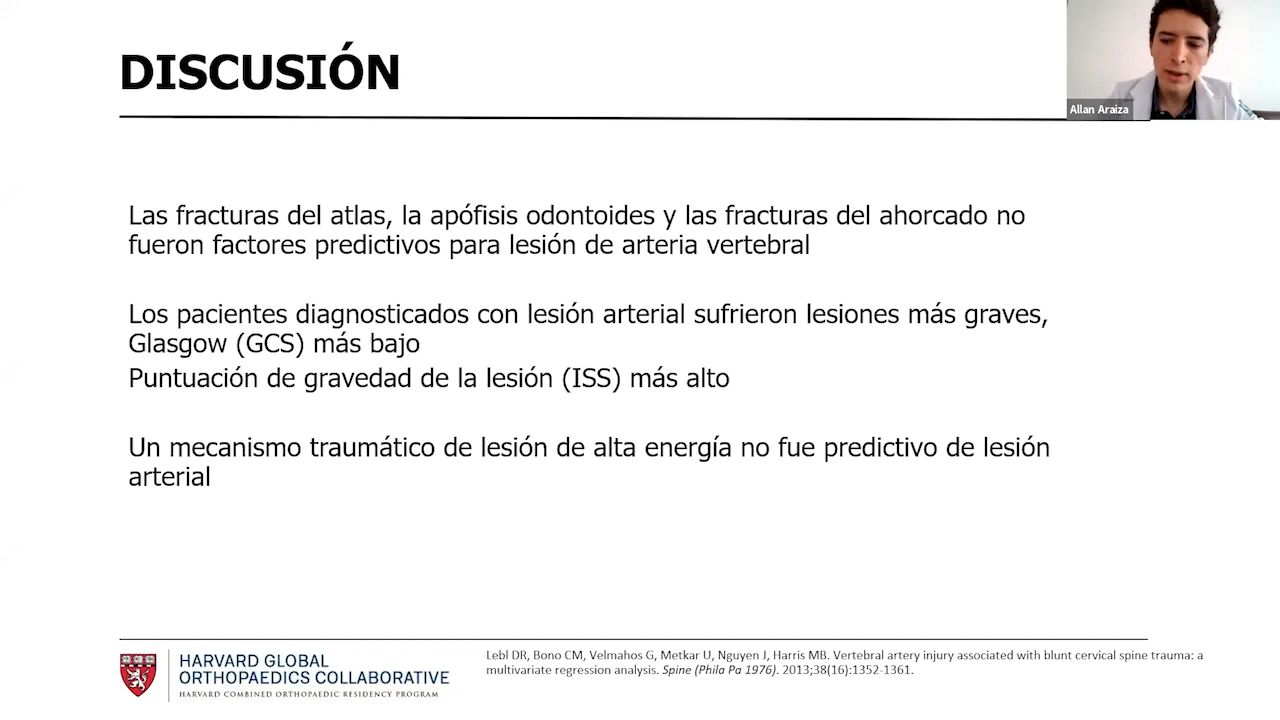 DISCUSIÓN
Allan Araiza
Las fracturas del atlas, la apófisis odontoides y las fracturas del ahorcado no
fueron factores predictivos para lesión de arteria vertebral
Los pacientes diagnosticados con lesión arterial sufrieron lesiones más graves,
Glasgow (GCS) más bajo
Puntuación de gravedad de la lesión (ISS) más alto
Un mecanismo traumático de lesión de alta energía no fue predictivo de lesión
arterial
HARVARD GLOBAL
ORTHOPAEDICS COLLABORATIVE
HARVARD COMBINED ORTHOPAEDIC RESIDENCY PROGRAM
Lebl DR, Bono CM, Velmahos G, Metkar U, Nguyen J, Harris MB. Vertebral artery injury associated with blunt cervical spine trauma: a
multivariate regression analysis. Spine (Phila Pa 1976). 2013;38(16):1352-1361.